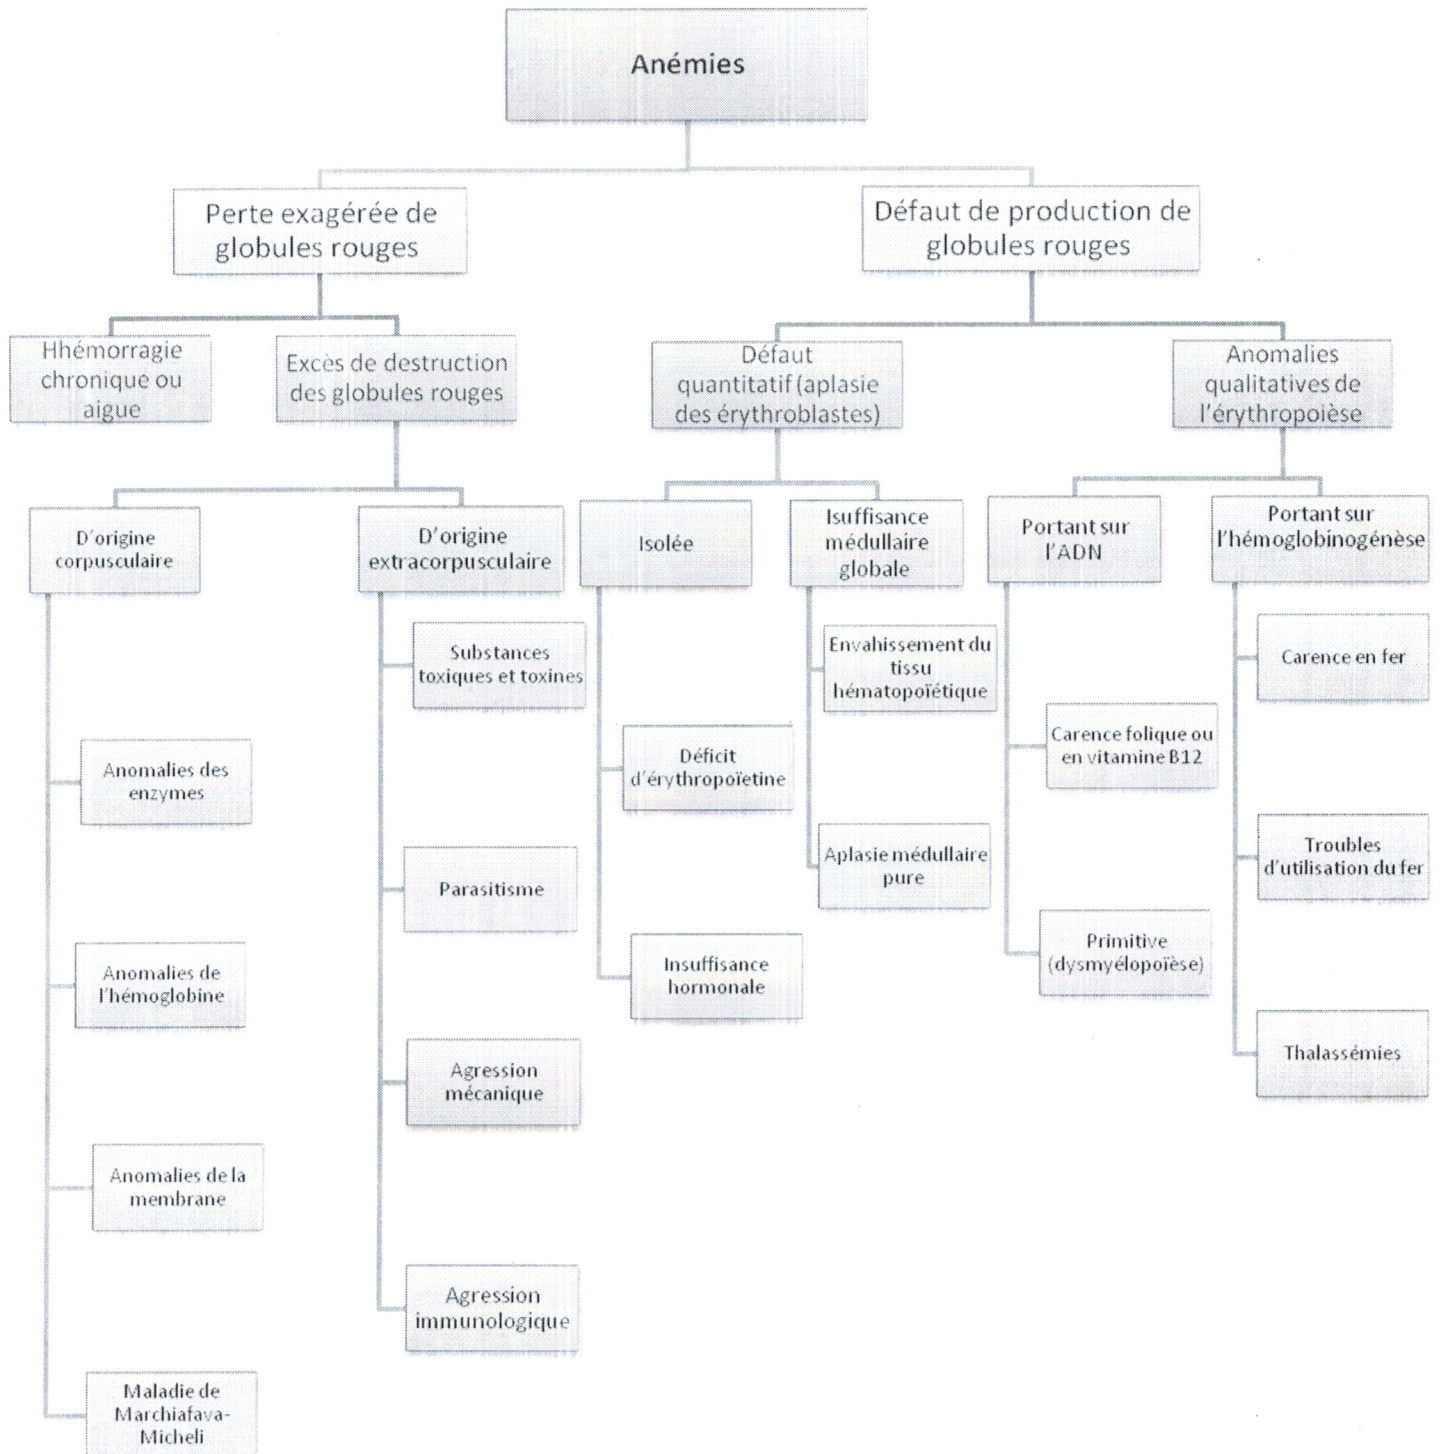 Anémies
Perte exagérée de
globules rouges
Défaut de production de
globules rouges
Hhémorragie
chronique ou
aigue
Excès de destruction
des globules rouges
Défaut
quantitatif (aplasie
des érythroblastes)
Anomalies
qualitatives de
l'érythropoièse
D'origine
corpusculaire
D'origine
extracorpusculaire
Isolée
Isuffisance
médullaire
globale
Portant sur
l'ADN
Portant sur
l'hémoglobinogénèse
Anomalies des
enzymes
Anomalies de
l'hémoglobine
Anomalies de la
membrane
Maladie de
Marchiafava-
Micheli
Substances
toxiques et toxines
Parasitisme
Agression
mécanique
Agression
immunologique
Déficit
d'érythropoïetine
Insuffisance
hormonale
Envahissement du
tissu
hématopoïétique
Aplasie médullaire
pure
Carence folique ou
en vitamine B12
Primitive
(dysmyélopoïèse)
Carence en fer
Troubles
d'utilisation du fer
Thalassémies